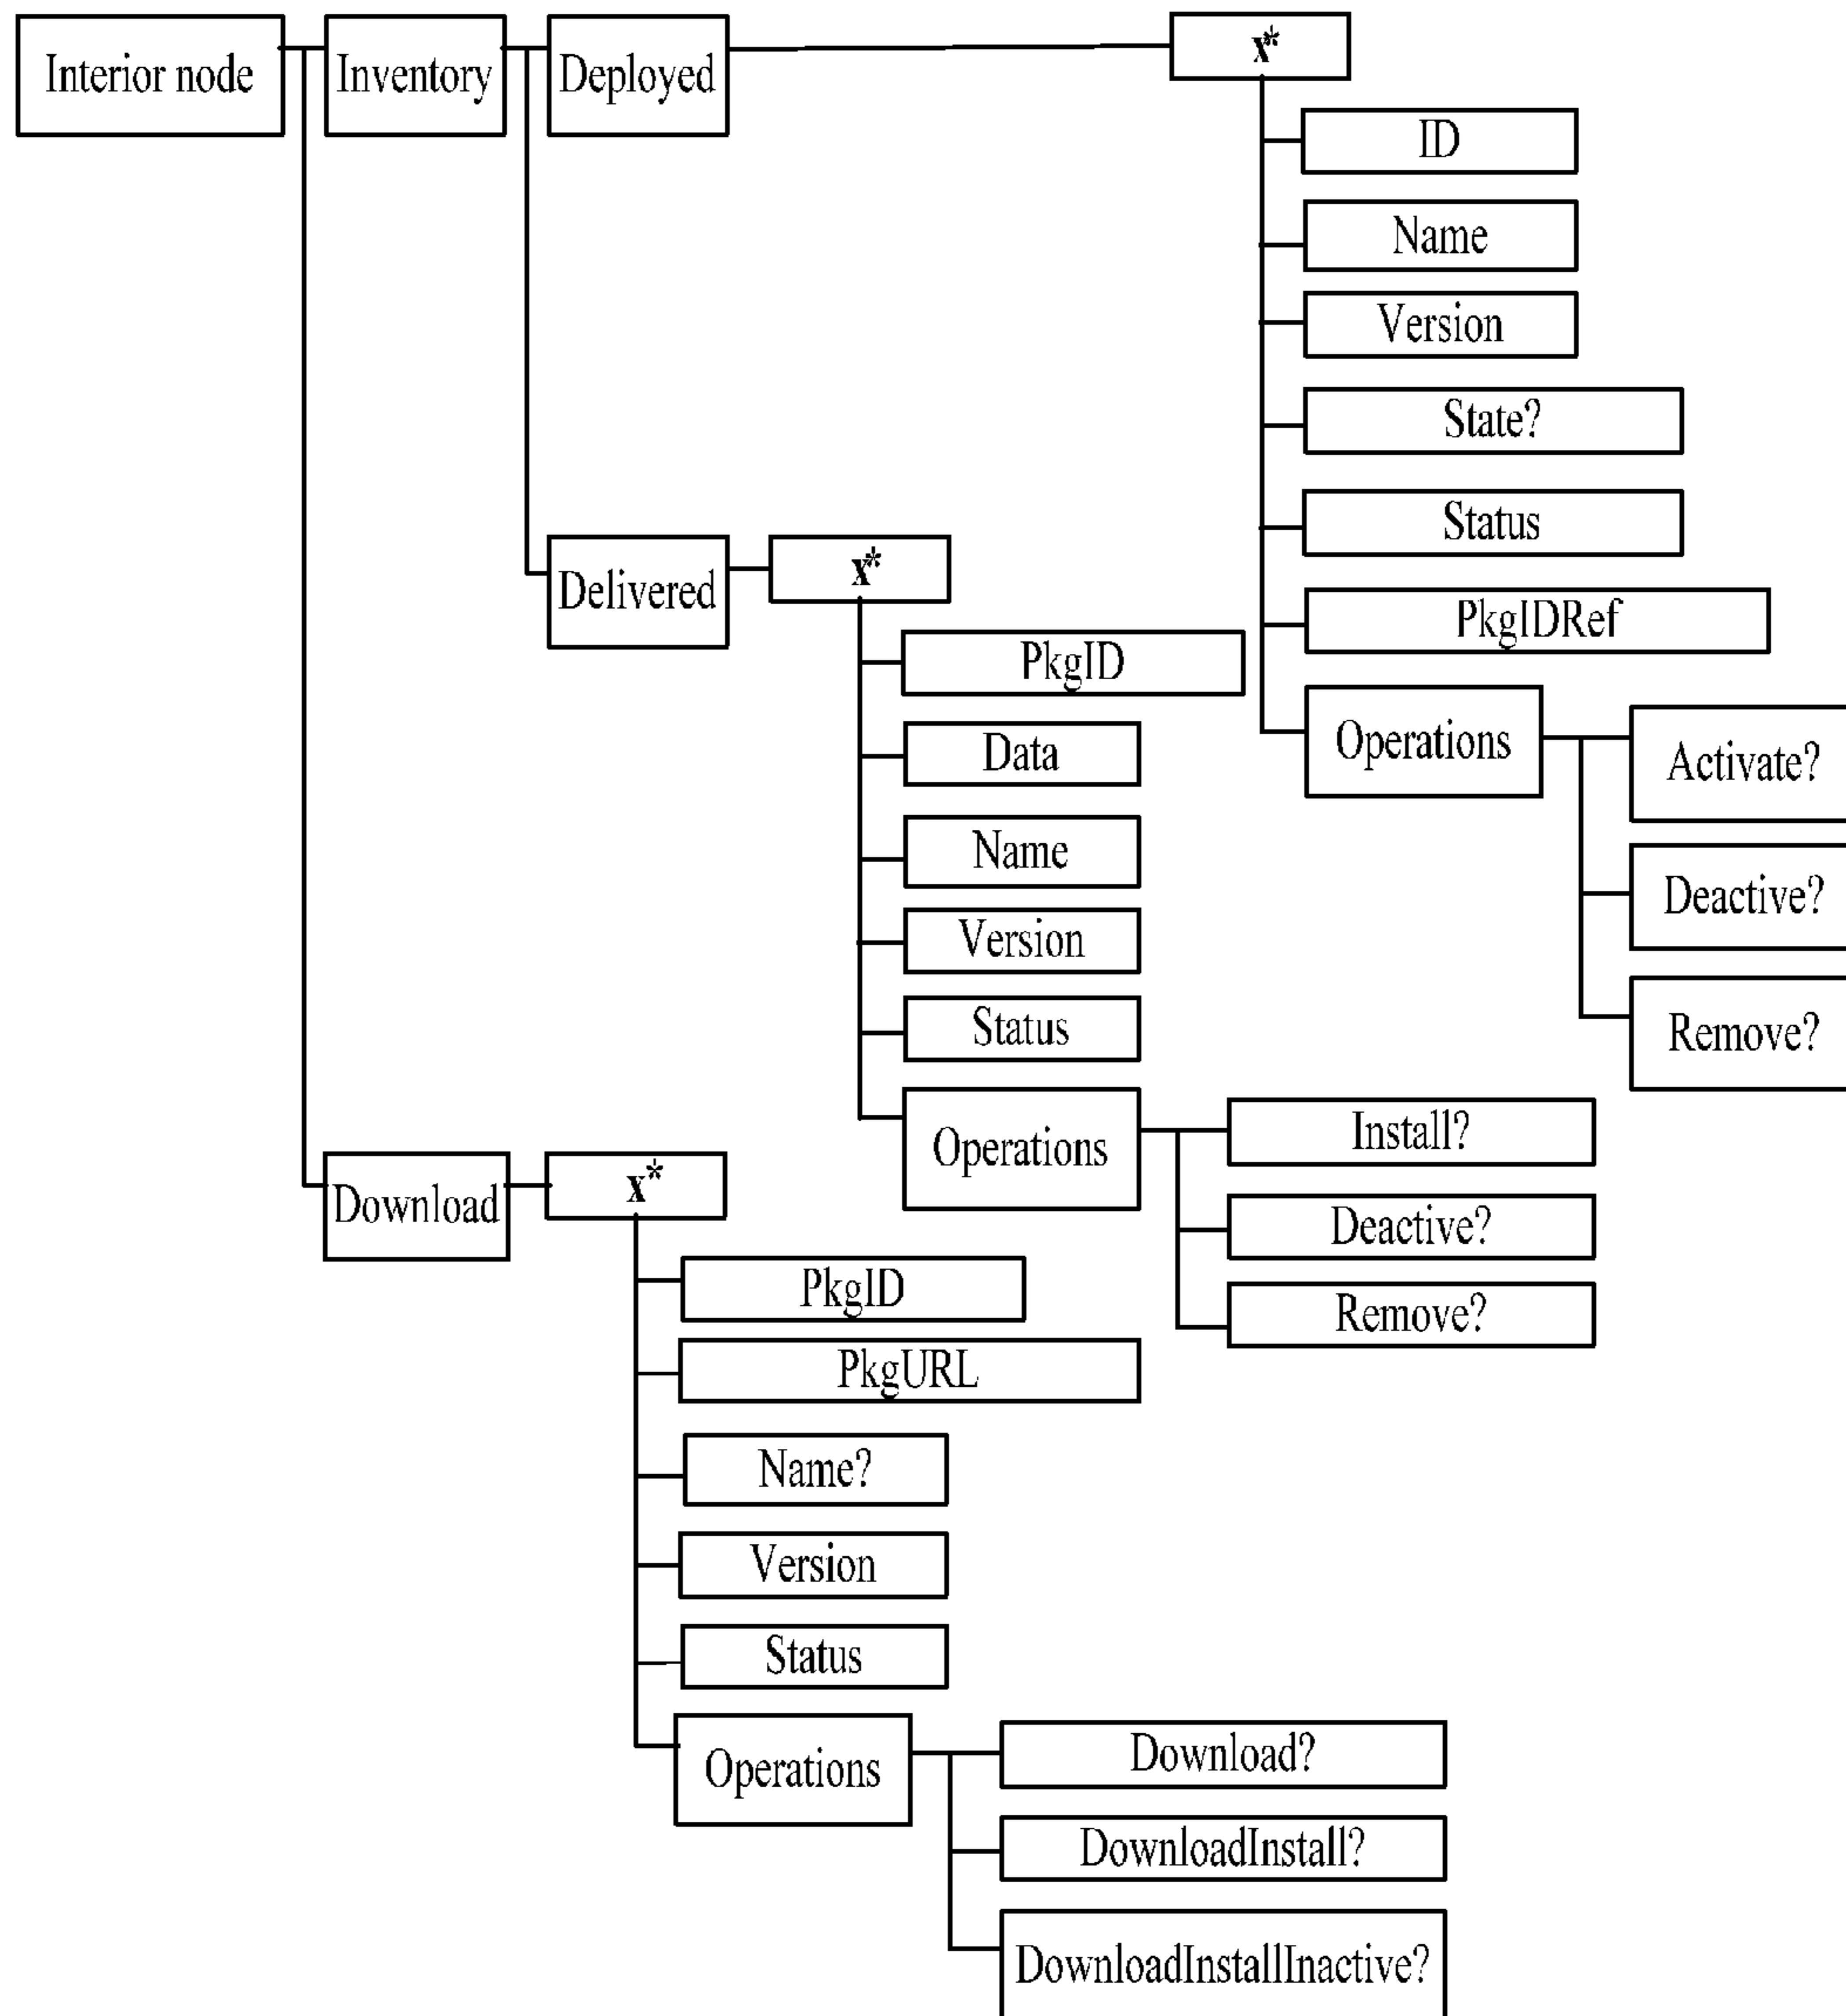 Interior node
Inventory
Deployed
x*
ID
Name
Version
State?
Status
PkgIDRef
Operations
Activate?
Deactive?
Remove?
Delivered
x*
PkgID
Data
Name
Version
Status
Operations
Install?
Deactive?
Remove?
Download
x*
PkgID
PkgURL
Name?
Version
Status
Operations
Download?
DownloadInstall?
DownloadInstallInactive?